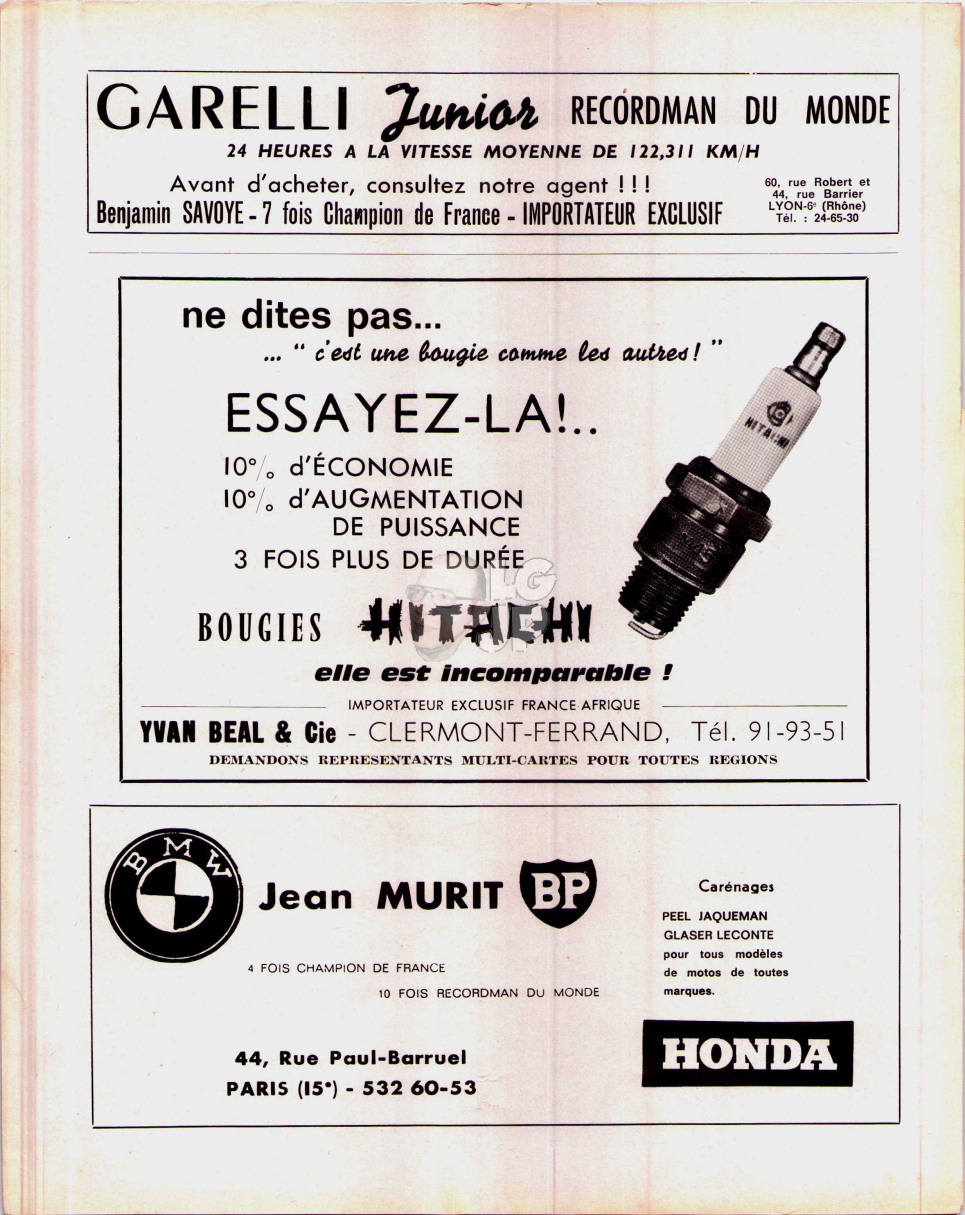 GARELLI Junior RECORDMAN DU MONDE
24 HEURES A LA VITESSE MOYENNE DE 122,311 KM/H
Avant d'acheter, consultez notre agent !!!
Benjamin SAVOYE - 7 fois Champion de France - IMPORTATEUR EXCLUSIF
60, rue Robert et
44, rue Barrier
LYON-6e (Rhône)
Tél. : 24-65-30
ne dites pas...
... " c'est une bougie comme les autres ! "
ESSAYEZ-LA!..
10% d'ÉCONOMIE
10% d'AUGMENTATION
DE PUISSANCE
3 FOIS PLUS DE DURÉE
HITACHI
BOUGIES HITACHI
elle est incomparable !
IMPORTATEUR EXCLUSIF FRANCE AFRIQUE
YVAN BEAL & Cie - CLERMONT-FERRAND, Tél. 91-93-51
DEMANDONS REPRESENTANTS MULTI-CARTES POUR TOUTES REGIONS
BMW
Jean MURIT BP
4 FOIS CHAMPION DE FRANCE
10 FOIS RECORDMAN DU MONDE
44, Rue Paul-Barruel
PARIS (15e) - 532 60-53
Carénages
PEEL JAQUEMAN
GLASER LECONTE
pour tous modèles
de motos de toutes
marques.
HONDA